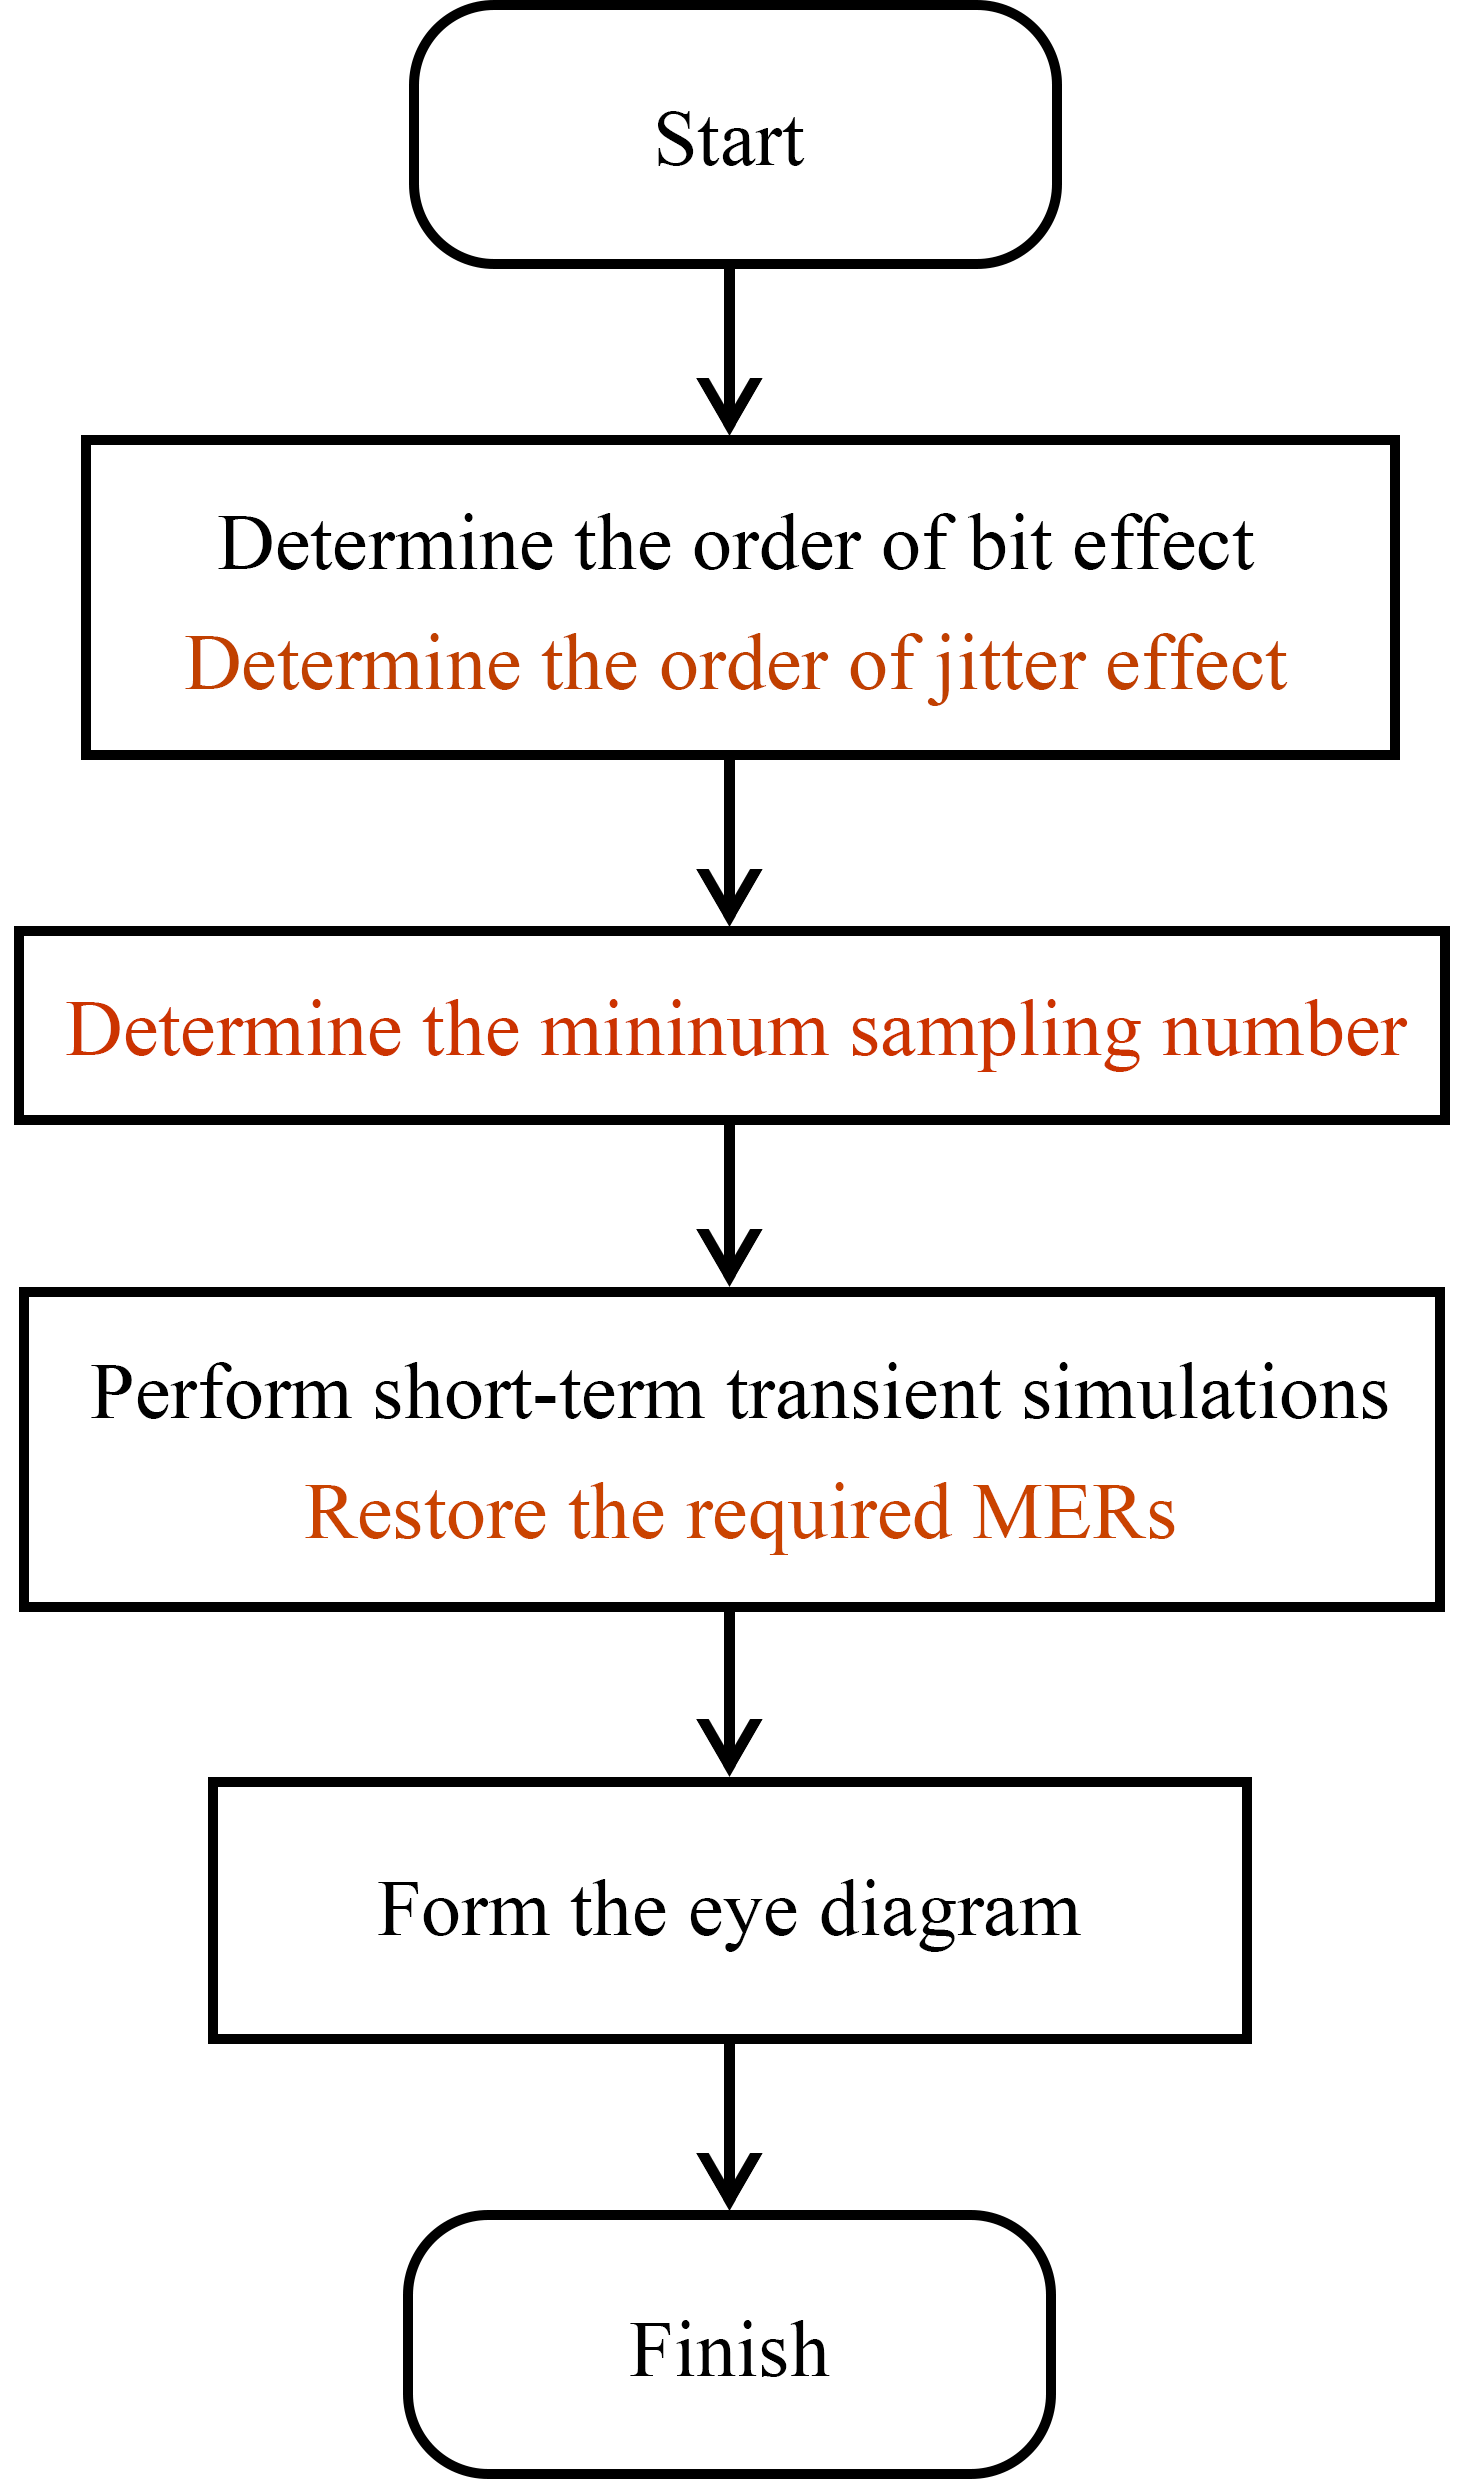 Start
Determine the order of bit effect
Determine the order of jitter effect
Determine the mininum sampling number
Perform short-term transient simulations
Restore the required MERs
Form the eye diagram
Finish